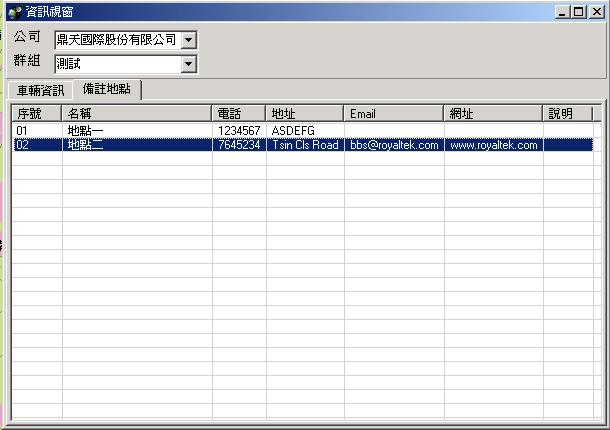 資訊視窗
公司 鼎天國際股份有限公司
群組 測試
車輛資訊 備註地點
序號 名稱 電話 地址 Email 網址 說明
01 地點一 1234567 ASDEFG
02 地點二 7645234 Tsin Cls Road bbs@royaltek.com www.royaltek.com